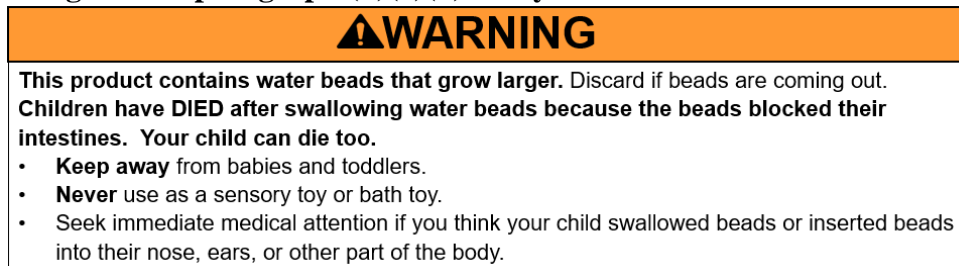 WARNING
This product contains water beads that grow larger. Discard if beads are coming out.
Children have DIED after swallowing water beads because the beads blocked their
intestines.  Your child can die too.
• Keep away from babies and toddlers.
• Never use as a sensory toy or bath toy.
• Seek immediate medical attention if you think your child swallowed beads or inserted beads
into their nose, ears, or other part of the body.